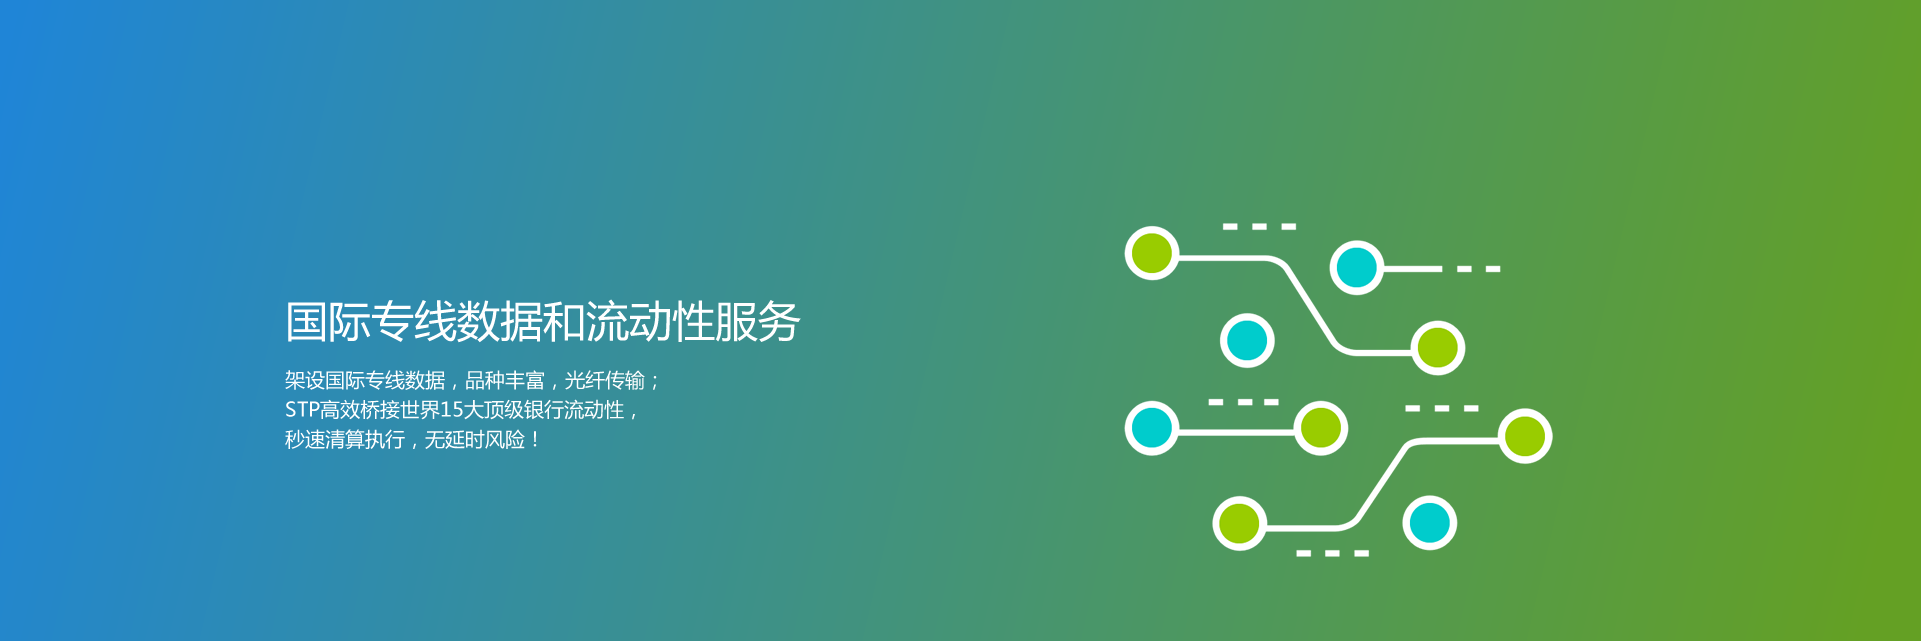 国际专线数据和流动性服务
架设国际专线数据，品种丰富，光纤传输；
STP高效桥接世界15大顶级银行流动性，
秒速清算执行，无延时风险！